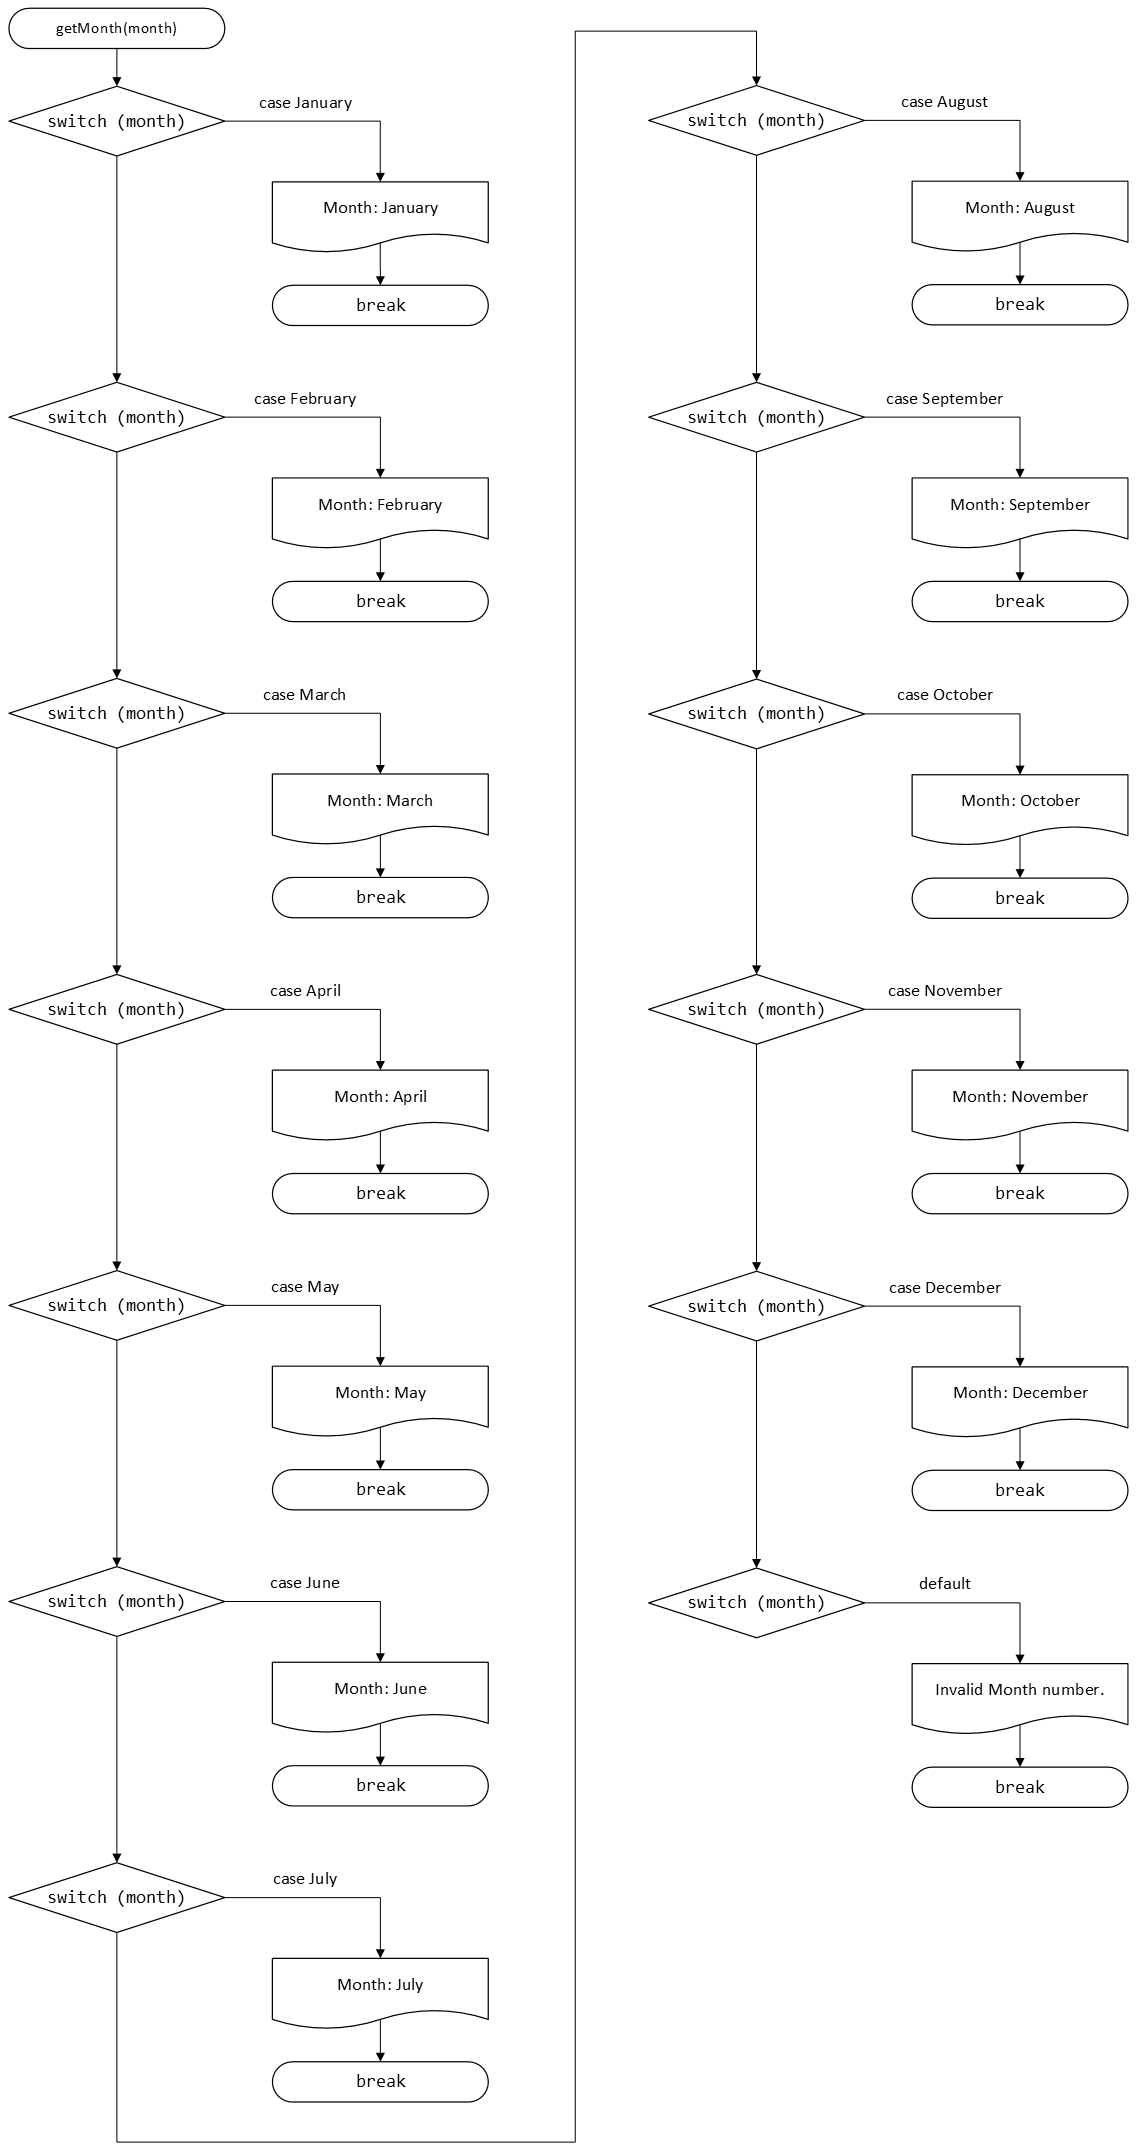 getMonth(month)
switch (month)
case January
Month: January
break
switch (month)
case February
Month: February
break
switch (month)
case March
Month: March
break
switch (month)
case April
Month: April
break
switch (month)
case May
Month: May
break
switch (month)
case June
Month: June
break
switch (month)
case July
Month: July
break
switch (month)
case August
Month: August
break
switch (month)
case September
Month: September
break
switch (month)
case October
Month: October
break
switch (month)
case November
Month: November
break
switch (month)
case December
Month: December
break
switch (month)
default
Invalid Month number.
break